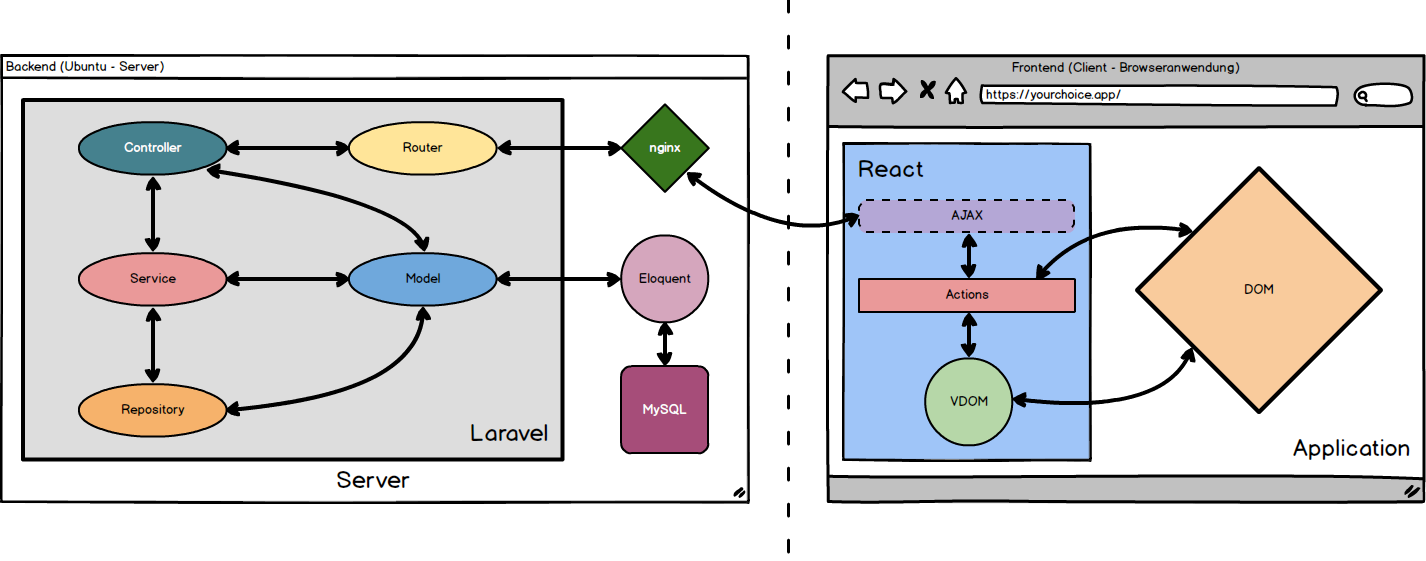 Backend (Ubuntu - Server)
Controller
Router
nginx
Service
Model
Eloquent
Repository
MySQL
Laravel
Server
Frontend (Client - Browseranwendung)
https://yourchoice.app/
React
AJAX
Actions
DOM
VDOM
Application